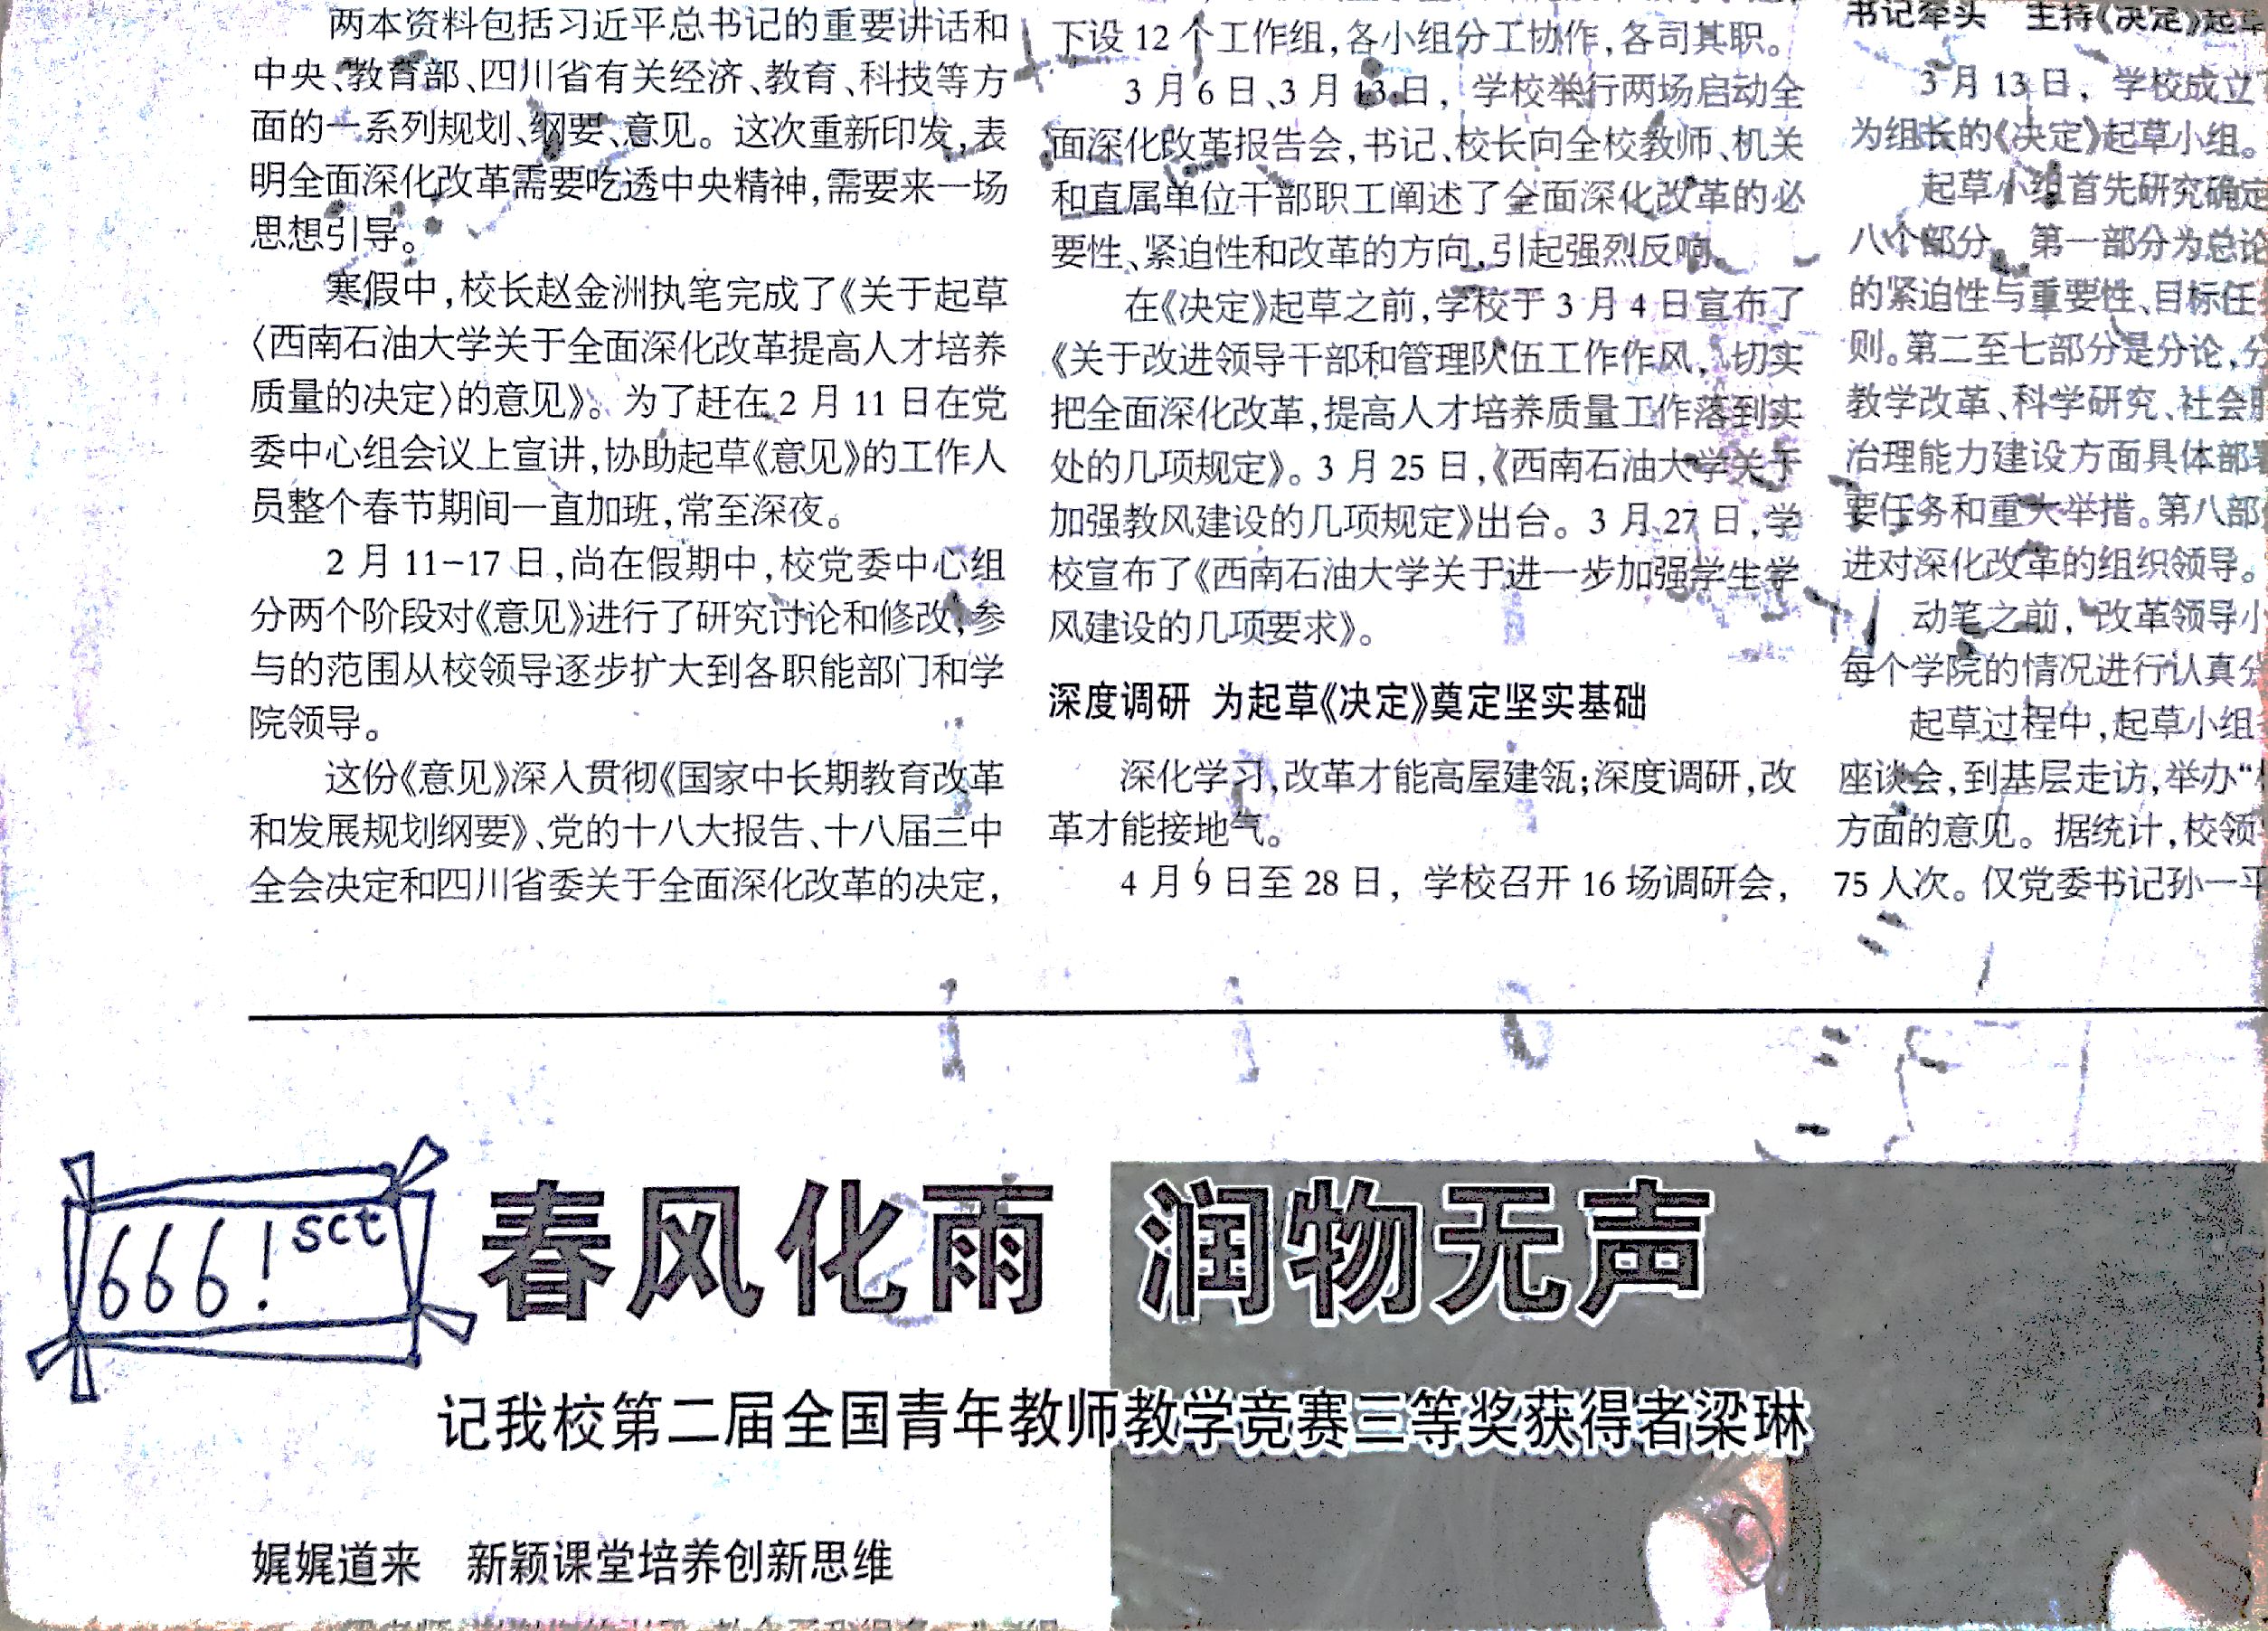 两本资料包括习近平总书记的重要讲话和
中央、教育部、四川省有关经济、教育、科技等方
面的一系列规划、纲要、意见。这次重新印发,表
明全面深化改革需要吃透中央精神,需要来一场
思想引导。
寒假中,校长赵金洲执笔完成了《关于起草
〈西南石油大学关于全面深化改革提高人才培养
质量的决定〉的意见》。为了赶在2月11日在党
委中心组会议上宣讲,协助起草《意见》的工作人
员整个春节期间一直加班,常至深夜。
2月11-17日,尚在假期中,校党委中心组
分两个阶段对《意见》进行了研究讨论和修改,参
与的范围从校领导逐步扩大到各职能部门和学
院领导。
这份《意见》深入贯彻《国家中长期教育改革
和发展规划纲要》、党的十八大报告、十八届三中
全会决定和四川省委关于全面深化改革的决定,
下设12个工作组,各小组分工协作,各司其职。
3月6日、3月13日,学校举行两场启动全
面深化改革报告会,书记、校长向全校教师、机关
和直属单位干部职工阐述了全面深化改革的必
要性、紧迫性和改革的方向,引起强烈反响。
在《决定》起草之前,学校于3月4日宣布了
《关于改进领导干部和管理队伍工作作风,切实
把全面深化改革,提高人才培养质量工作落到实
处的几项规定》。3月25日,《西南石油大学关于
加强教风建设的几项规定》出台。3月27日,学
校宣布了《西南石油大学关于进一步加强学生学
风建设的几项要求》。
深度调研 为起草《决定》奠定坚实基础
深化学习,改革才能高屋建瓴;深度调研,改
革才能接地气。
4月9日至28日,学校召开16场调研会,
书记牵头 主持《决定》起草
3月13日,学校成立
为组长的《决定》起草小组。
起草小组首先研究确定
八个部分。第一部分为总论
的紧迫性与重要性、目标任
则。第二至七部分是分论,分
教学改革、科学研究、社会服
治理能力建设方面具体部署
要任务和重大举措。第八部
进对深化改革的组织领导。
动笔之前,改革领导小
每个学院的情况进行认真分
起草过程中,起草小组
座谈会,到基层走访,举办“
方面的意见。据统计,校领
75人次。仅党委书记孙一平
666!sct
春风化雨 润物无声
记我校第二届全国青年教师教学竞赛三等奖获得者梁琳
娓娓道来 新颖课堂培养创新思维